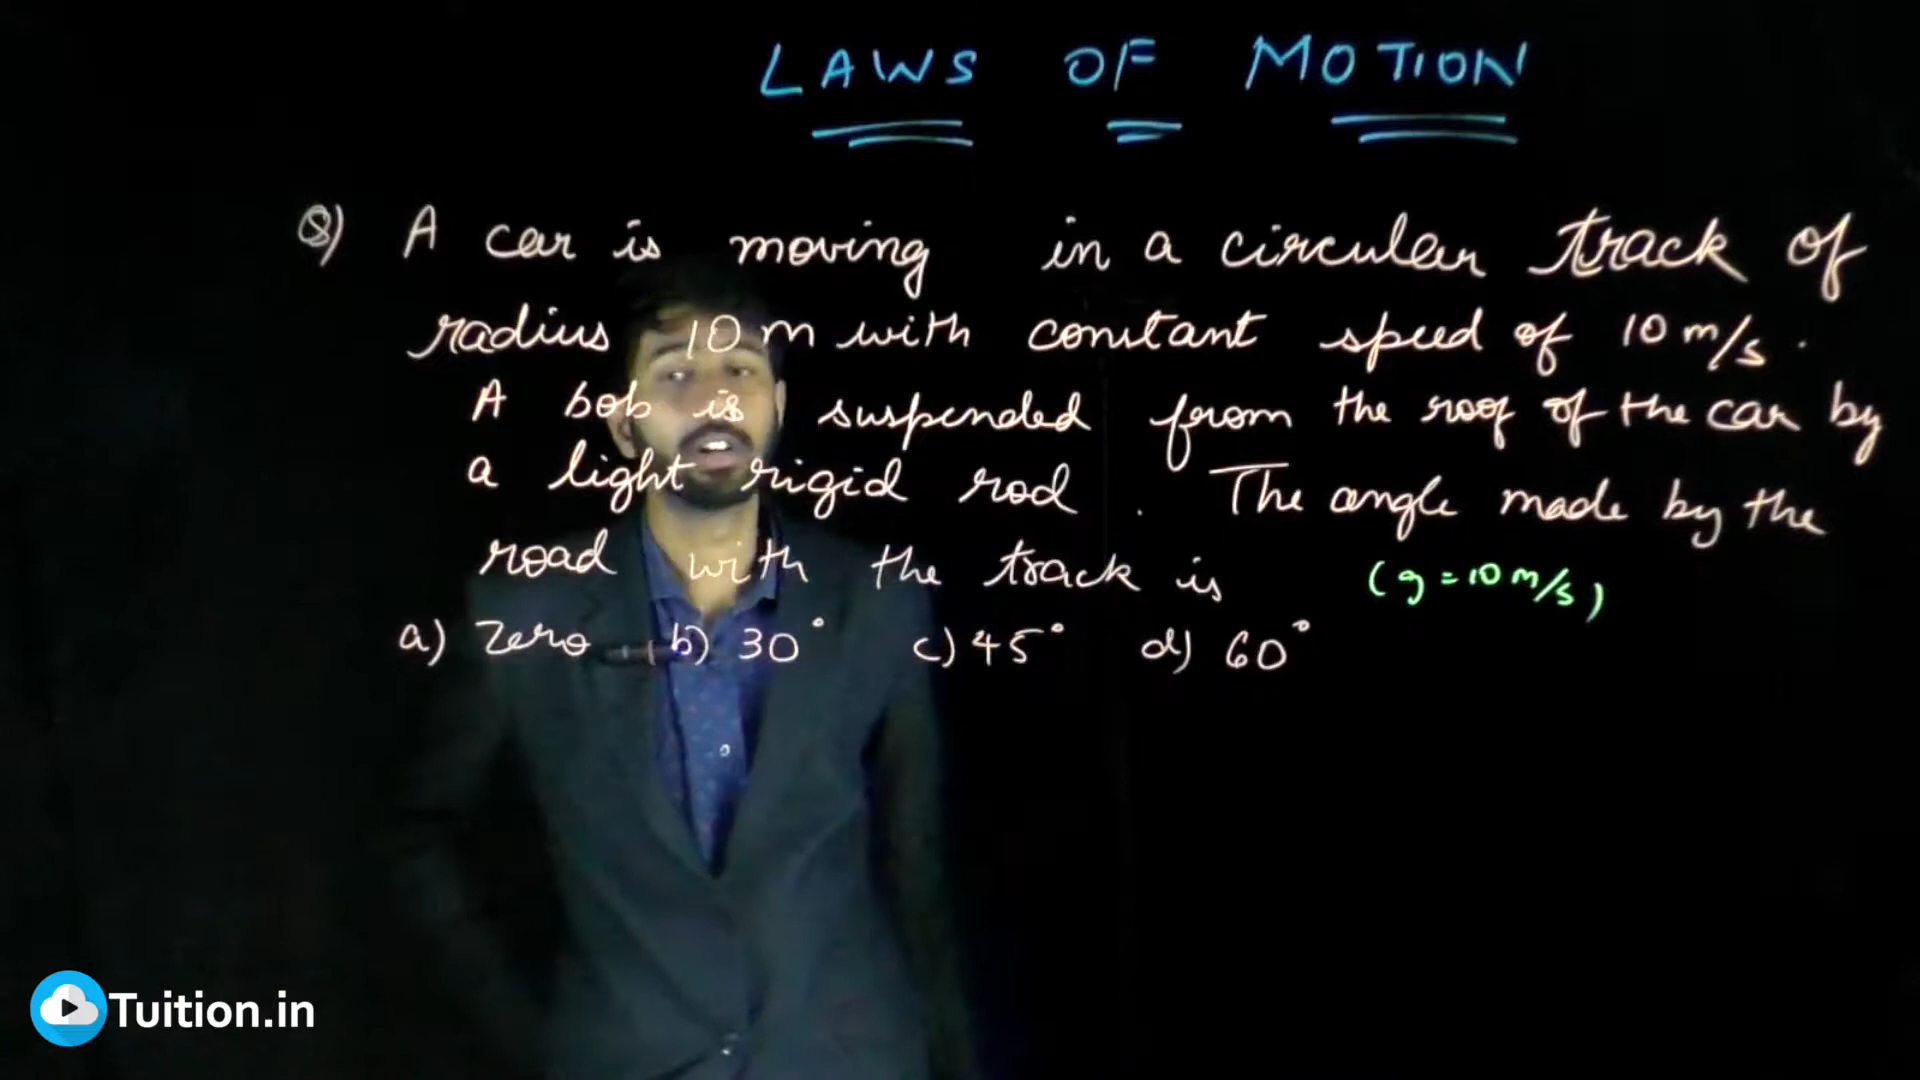 LAWS OF MOTION
Q) A car is moving in a circular track of
radius 10 m with constant speed of 10 m/s.
A bob is suspended from the roof of the car by
a light rigid rod. The angle made by the
road with the track is (g = 10 m/s)
a) Zero b) 30° c) 45° d) 60°
Tuition.in